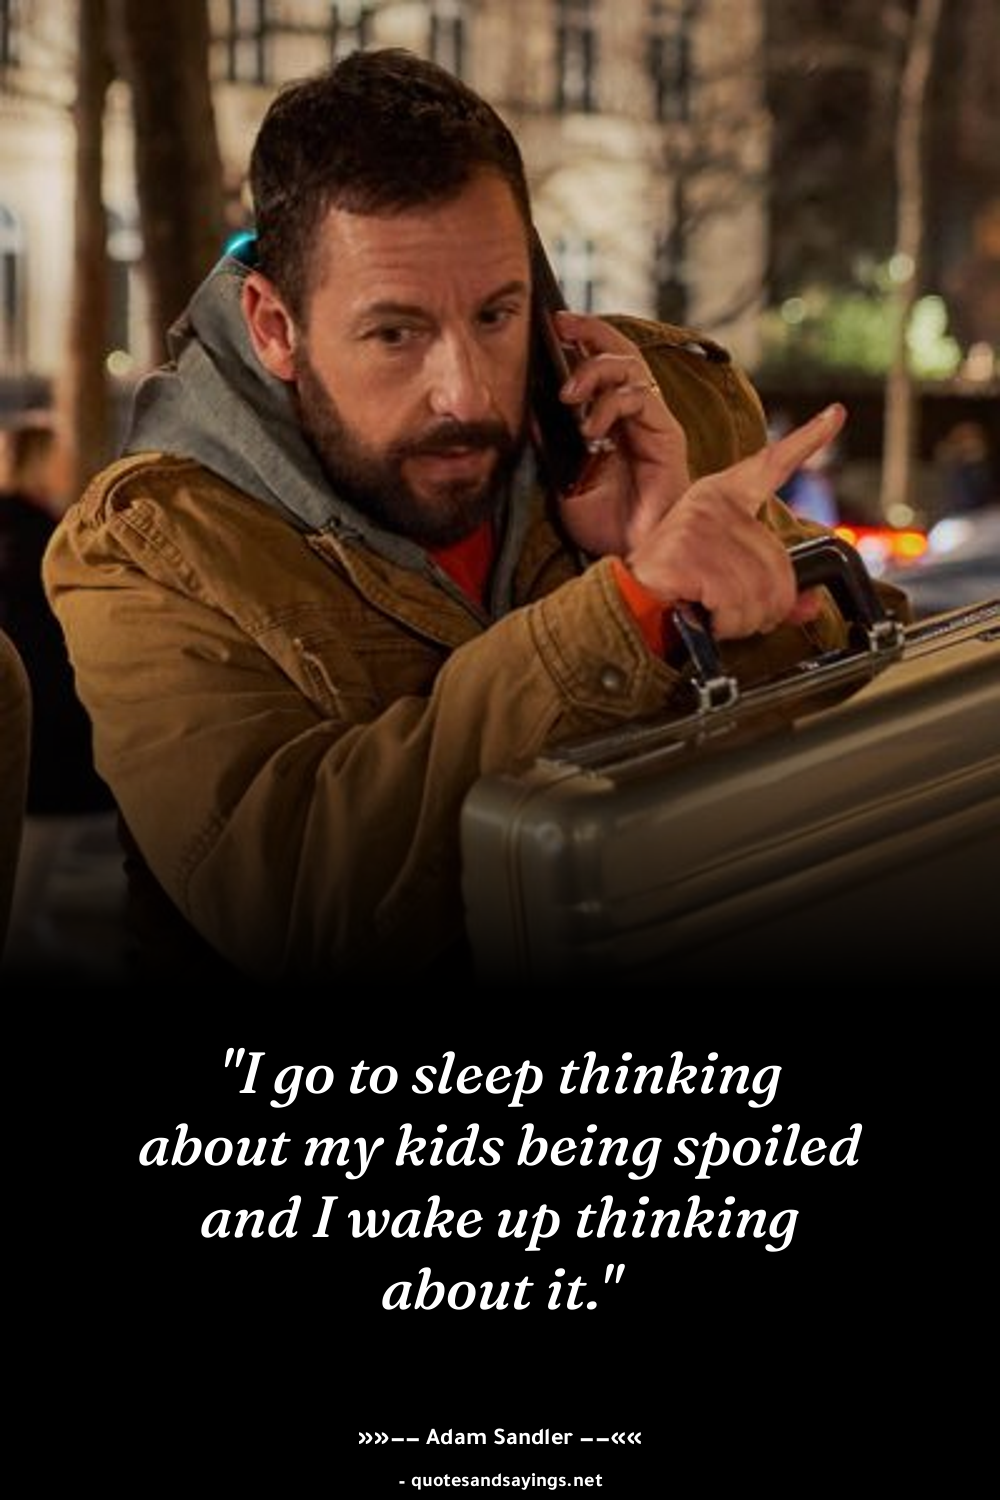 "I go to sleep thinking
about my kids being spoiled
and I wake up thinking
about it."
»»-- Adam Sandler --««
- quotesandsayings.net